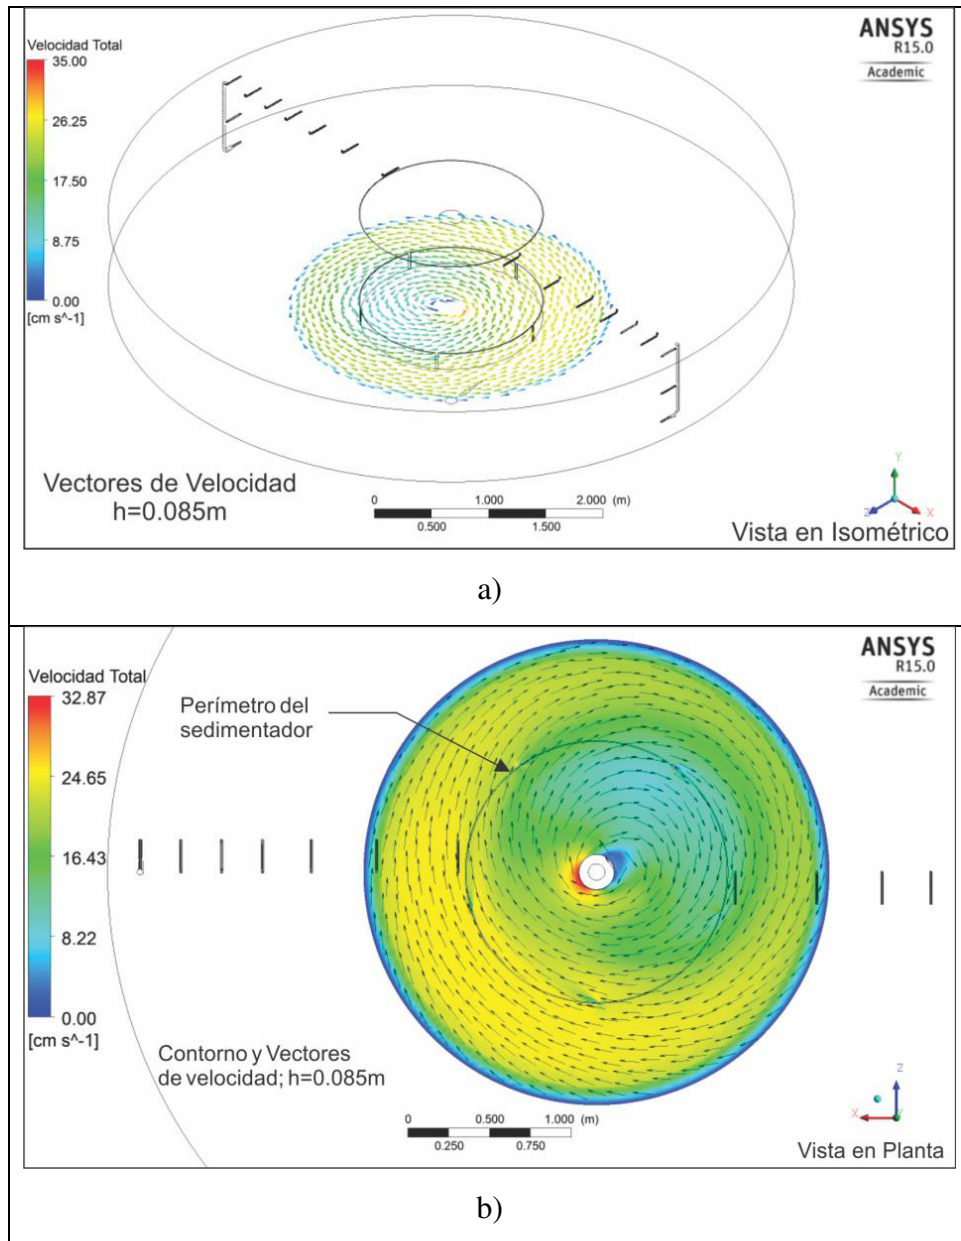 ANSYS
R15.0
Academic
Velocidad Total
35.00
26.25
17.50
8.75
0.00
[cm s^-1]
Vectores de Velocidad
h=0.085m
0 1.000 2.000 (m)
0.500 1.500
Y
Z X
Vista en Isométrico
a)
ANSYS
R15.0
Academic
Velocidad Total
32.87
24.65
16.43
8.22
0.00
[cm s^-1]
Perímetro del
sedimentador
Contorno y Vectores
de velocidad; h=0.085m
0 0.500 1.000 (m)
0.250 0.750
Z
X Y
Vista en Planta
b)